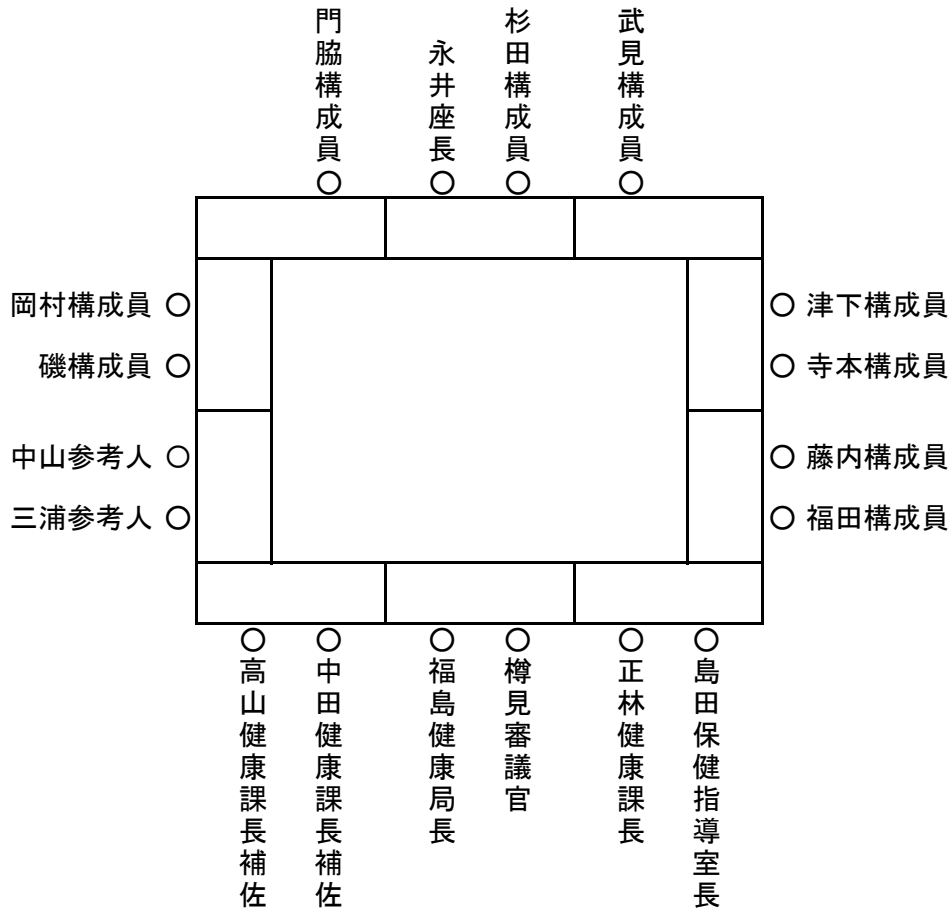 門脇構成員
永井座長
杉田構成員
武見構成員
岡村構成員
磯構成員
中山参考人
三浦参考人
津下構成員
寺本構成員
藤内構成員
福田構成員
高山健康課長補佐
中田健康課長補佐
福島健康局長
樽見審議官
正林健康課長
島田保健指導室長